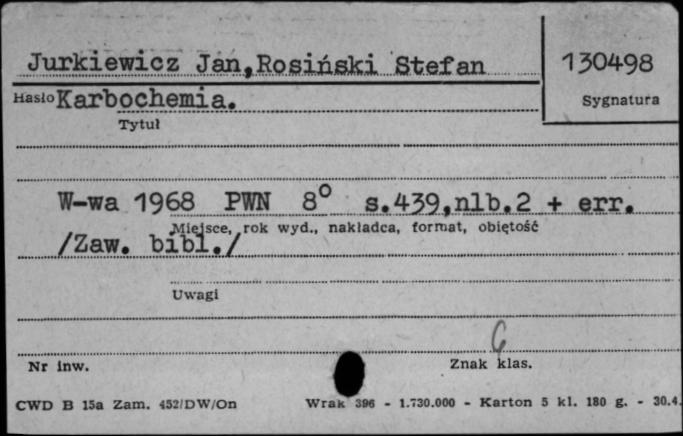 Jurkiewicz Jan,Rosiński Stefan
130498
Hasło Karbochemia.
Sygnatura
Tytuł
W-wa 1968 PWN 8° s.439,nlb.2 + err.
Miejsce, rok wyd., nakładca, format, objętość
/Zaw. bibl./
Uwagi
6
Nr inw.
Znak klas.
CWD B 15a Zam. 452/DW/On Wrak 396 - 1.730.000 - Karton 5 kl. 180 g. - 30.4.